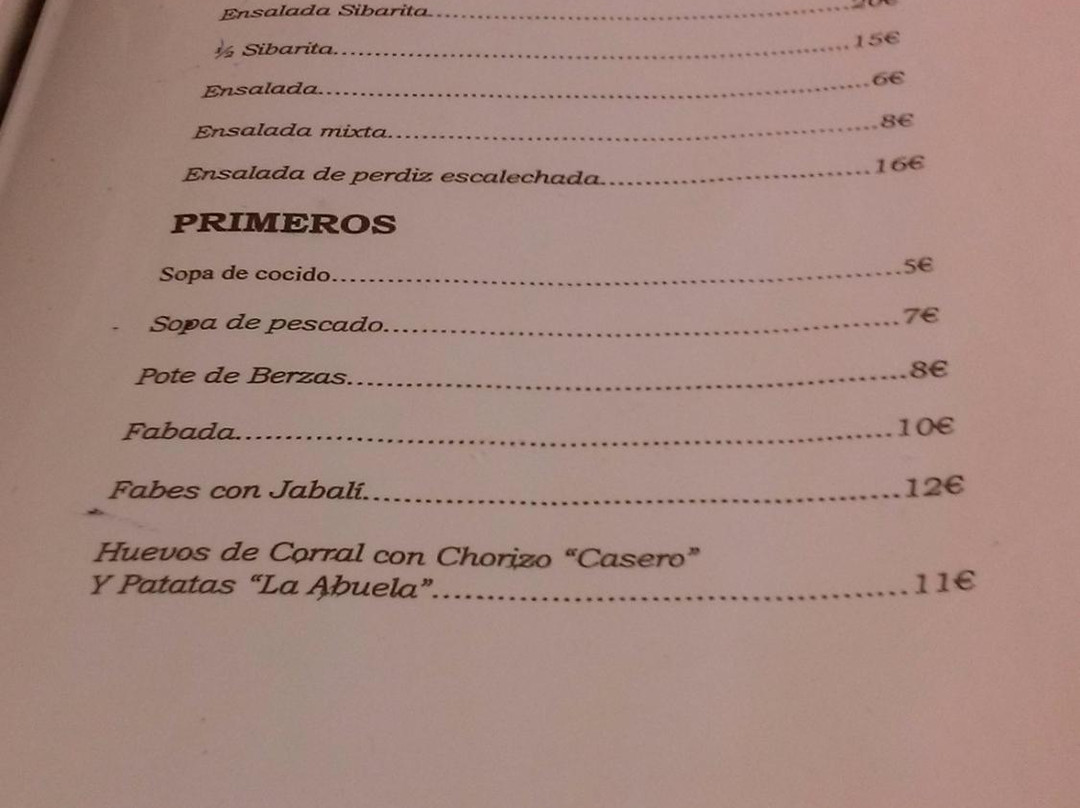 Ensalada Sibarita....................20€
½ Sibarita....................15€
Ensalada....................6€
Ensalada mixta....................8€
Ensalada de perdiz escalechada....................16€
PRIMEROS
Sopa de cocido....................5€
Sopa de pescado....................7€
Pote de Berzas....................8€
Fabada....................10€
Fabes con Jabalí....................12€
Huevos de Corral con Chorizo “Casero”
Y Patatas “La Abuela”....................11€